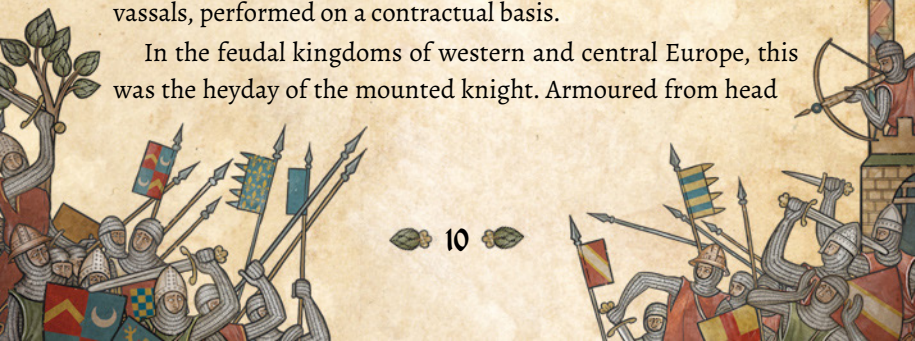 vassals, performed on a contractual basis.
In the feudal kingdoms of western and central Europe, this
was the heyday of the mounted knight. Armoured from head
10